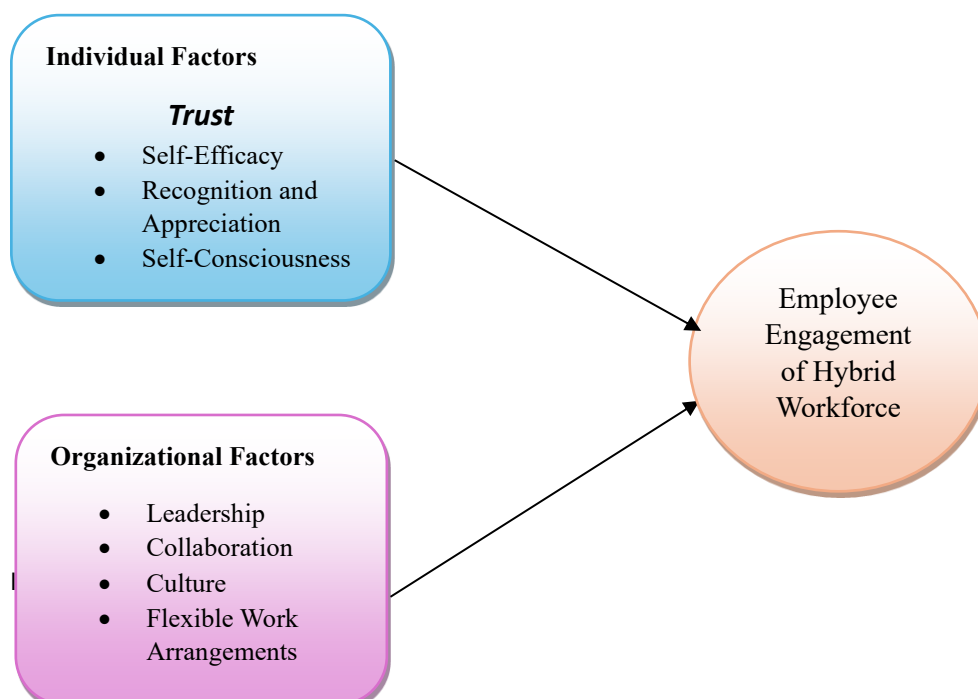 Individual Factors
Trust
• Self-Efficacy
• Recognition and
Appreciation
• Self-Consciousness
Employee
Engagement
of Hybrid
Workforce
Organizational Factors
• Leadership
• Collaboration
• Culture
• Flexible Work
Arrangements